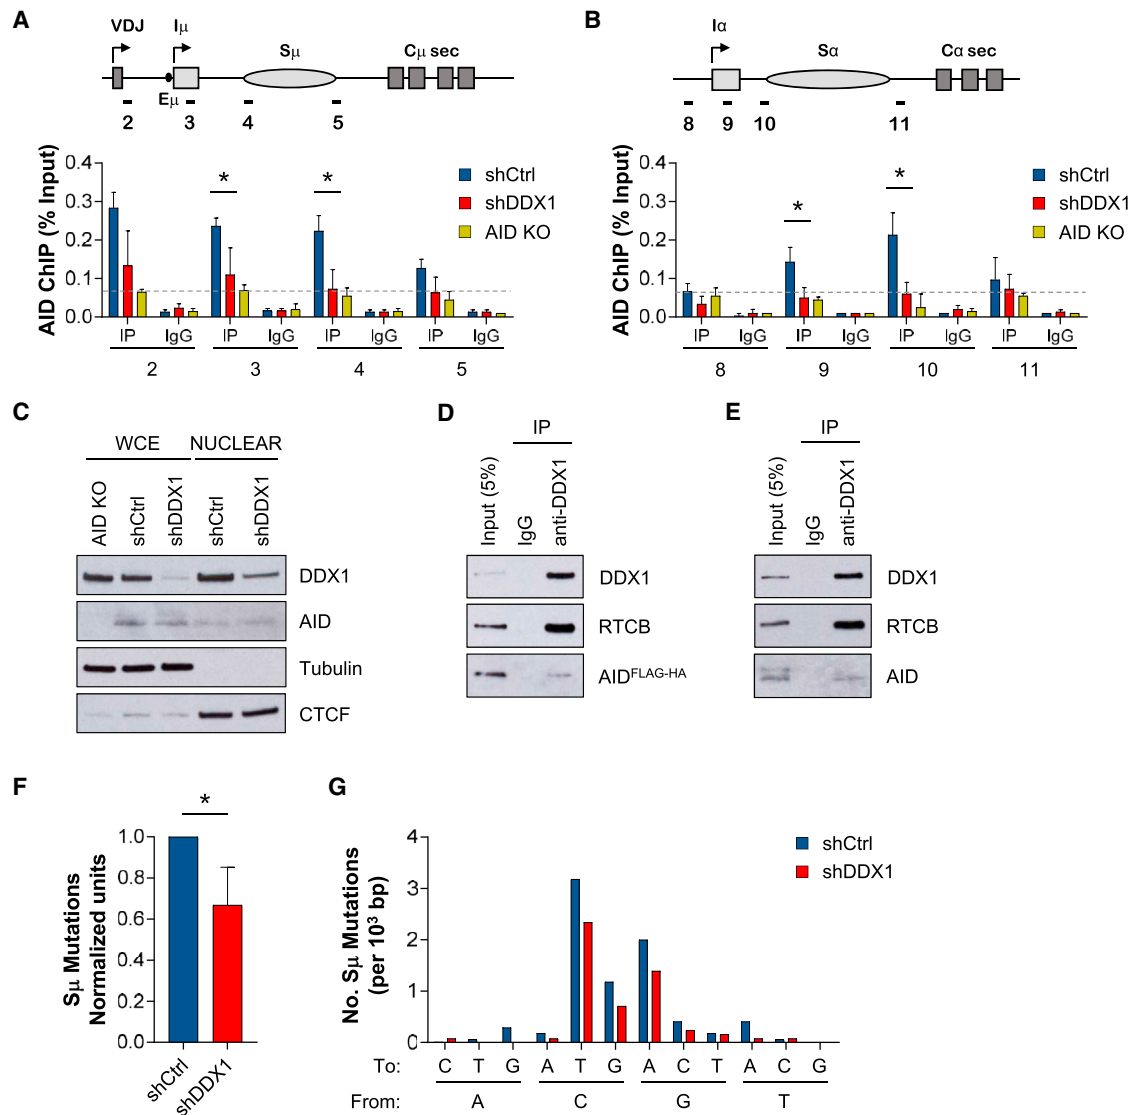 A
VDJ
Iμ
Sμ
Cμ sec
Eμ
2
3
4
5
AID ChIP (% Input)
0.4
0.3
0.2
0.1
0.0
*
*
shCtrl
shDDX1
AID KO
IP IgG IP IgG IP IgG IP IgG
2 3 4 5
B
Iα
Sα
Cα sec
8 9 10 11
AID ChIP (% Input)
0.4
0.3
0.2
0.1
0.0
*
*
shCtrl
shDDX1
AID KO
IP IgG IP IgG IP IgG IP IgG
8 9 10 11
C
WCE NUCLEAR
AID KO
shCtrl
shDDX1
shCtrl
shDDX1
DDX1
AID
Tubulin
CTCF
D
IP
Input (5%)
IgG
anti-DDX1
DDX1
RTCB
AIDFLAG-HA
E
IP
Input (5%)
IgG
anti-DDX1
DDX1
RTCB
AID
F
Sμ Mutations
Normalized units
1.0
0.8
0.6
0.4
0.2
0.0
*
shCtrl
shDDX1
G
No. Sμ Mutations
(per 10³ bp)
4
3
2
1
0
shCtrl
shDDX1
To: C T G A T G A C T A C G
From: A C G T